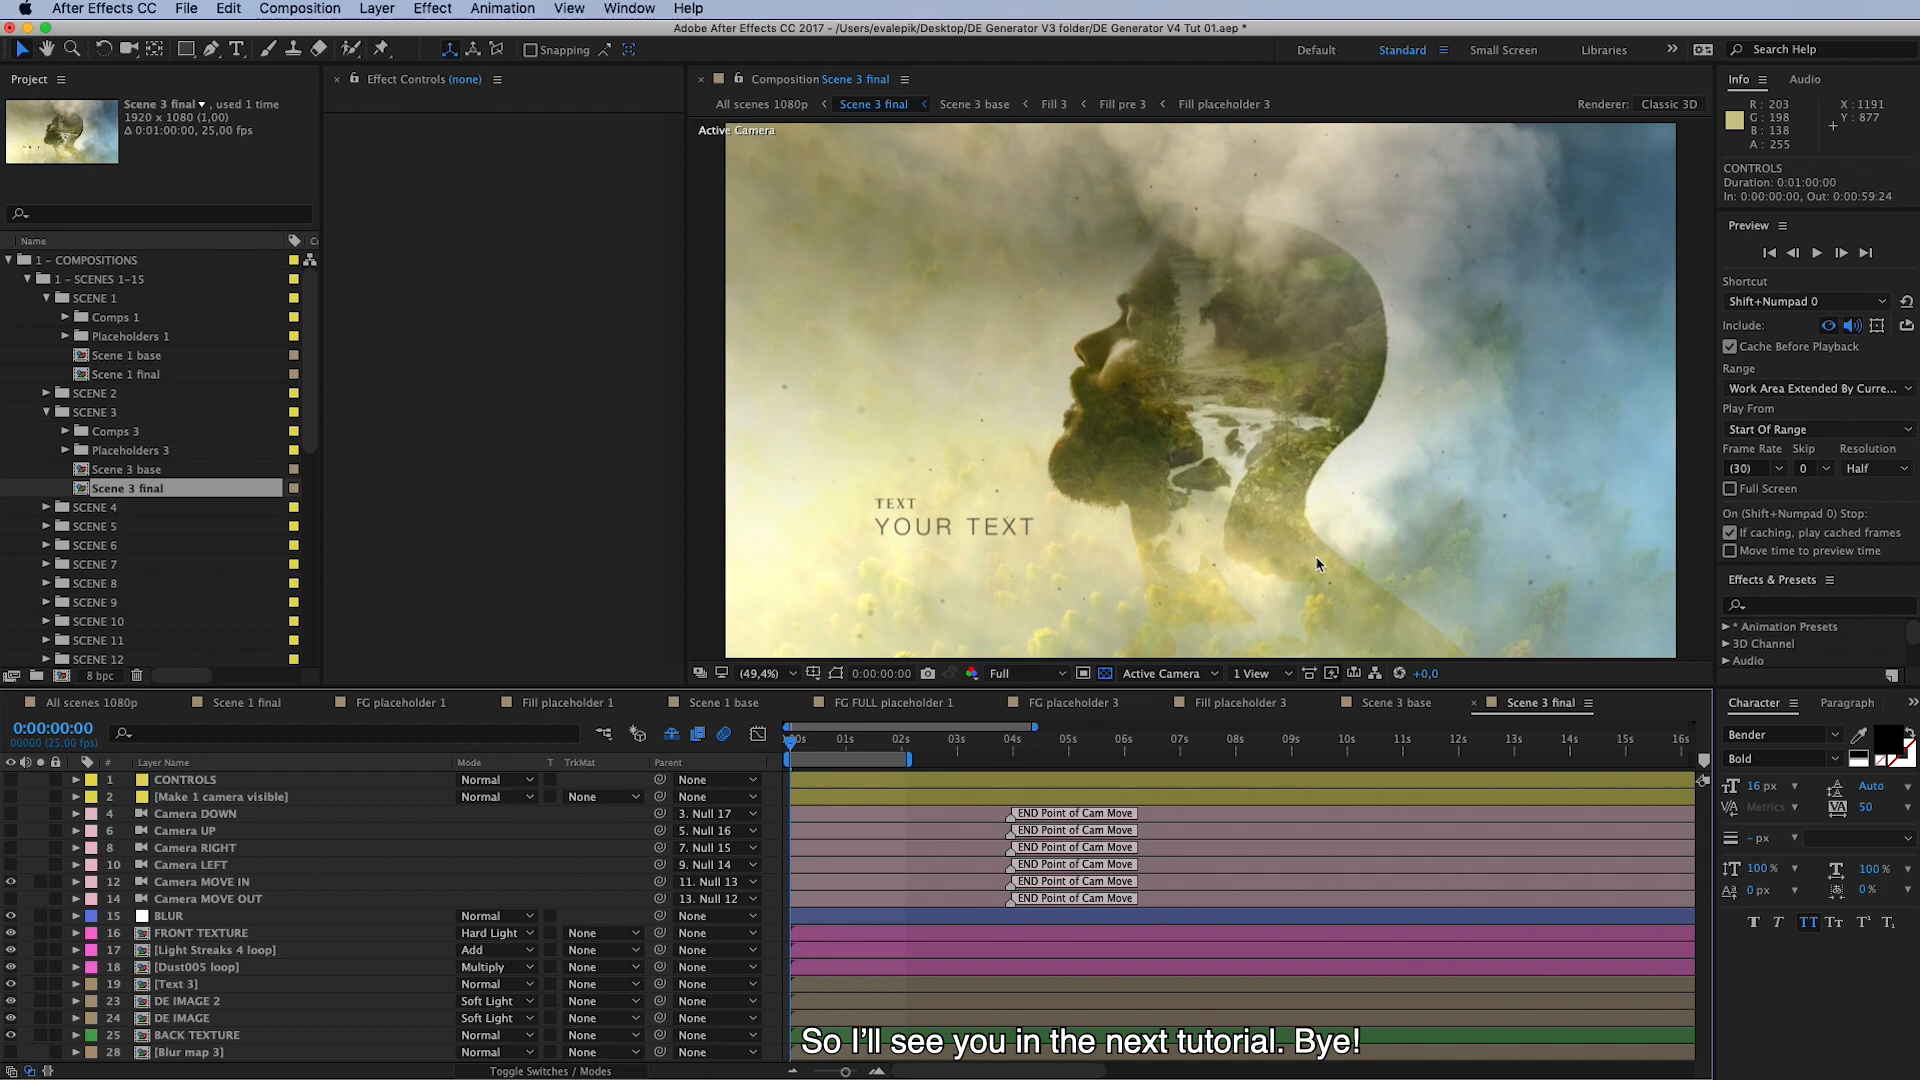 After Effects CC File Edit Composition Layer Effect Animation View Window Help
Adobe After Effects CC 2017 - /Users/evalepik/Desktop/DE Generator V3 folder/DE Generator V4 Tut 01.aep *
Snapping Default Standard Small Screen Libraries Search Help
Project
Scene 3 final , used 1 time
1920 x 1080 (1,00)
Δ 0:01:00:00, 25,00 fps
Name
1 - COMPOSITIONS
1 - SCENES 1-15
SCENE 1
Comps 1
Placeholders 1
Scene 1 base
Scene 1 final
SCENE 2
SCENE 3
Comps 3
Placeholders 3
Scene 3 base
Scene 3 final
SCENE 4
SCENE 5
SCENE 6
SCENE 7
SCENE 8
SCENE 9
SCENE 10
SCENE 11
SCENE 12
8 bpc
Effect Controls (none)
Composition Scene 3 final
All scenes 1080p Scene 3 final Scene 3 base Fill 3 Fill pre 3 Fill placeholder 3 Renderer: Classic 3D
Active Camera
TEXT
YOUR TEXT
(49,4%) 0:00:00:00 Full Active Camera 1 View +0,0
Info Audio
R : 203 X : 1191
G : 198 Y : 877
B : 138
A : 255
CONTROLS
Duration: 0:01:00:00
In: 0:00:00:00, Out: 0:00:59:24
Preview
Shortcut
Shift+Numpad 0
Include:
Cache Before Playback
Range
Work Area Extended By Curre...
Play From
Start Of Range
Frame Rate Skip Resolution
(30) 0 Half
Full Screen
On (Shift+Numpad 0) Stop:
If caching, play cached frames
Move time to preview time
Effects & Presets
* Animation Presets
3D Channel
Audio
All scenes 1080p Scene 1 final FG placeholder 1 Fill placeholder 1 Scene 1 base FG FULL placeholder 1 FG placeholder 3 Fill placeholder 3 Scene 3 base Scene 3 final
0:00:00:00
00000 (25.00 fps)
01s 02s 03s 04s 05s 06s 07s 08s 09s 10s 11s 12s 13s 14s 15s 16s
# Layer Name Mode T TrkMat Parent
1 CONTROLS Normal None
2 [Make 1 camera visible] Normal None None
4 Camera DOWN 3. Null 17 END Point of Cam Move
6 Camera UP 5. Null 16 END Point of Cam Move
8 Camera RIGHT 7. Null 15 END Point of Cam Move
10 Camera LEFT 9. Null 14 END Point of Cam Move
12 Camera MOVE IN 11. Null 13 END Point of Cam Move
14 Camera MOVE OUT 13. Null 12 END Point of Cam Move
15 BLUR Normal None
16 FRONT TEXTURE Hard Light None None
17 [Light Streaks 4 loop] Add None None
18 [Dust005 loop] Multiply None None
19 [Text 3] Normal None None
23 DE IMAGE 2 Soft Light None None
24 DE IMAGE Soft Light None None
25 BACK TEXTURE Normal None None
28 [Blur map 3] Normal None None
Toggle Switches / Modes
So I'll see you in the next tutorial. Bye!
Character Paragraph
Bender
Bold
16 px Auto
Metrics 50
- px
100 % 100 %
0 px 0 %
T T TT Tt T¹ T₁